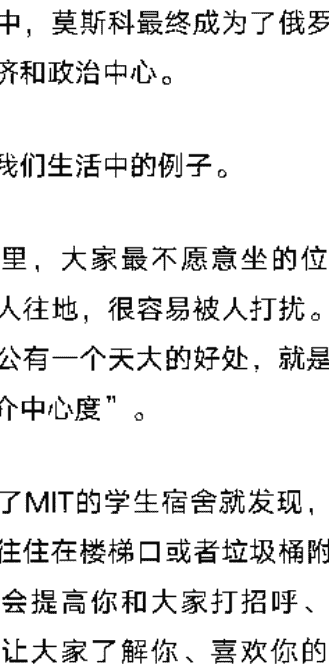 中，莫斯科最终成为了俄罗
济和政治中心。
我们生活中的例子。
里，大家最不愿意坐的位
人往地，很容易被人打扰。
公有一个天大的好处，就是
介中心度”。
了MIT的学生宿舍就发现，
往住在楼梯口或者垃圾桶附
会提高你和大家打招呼、
让大家了解你、喜欢你的